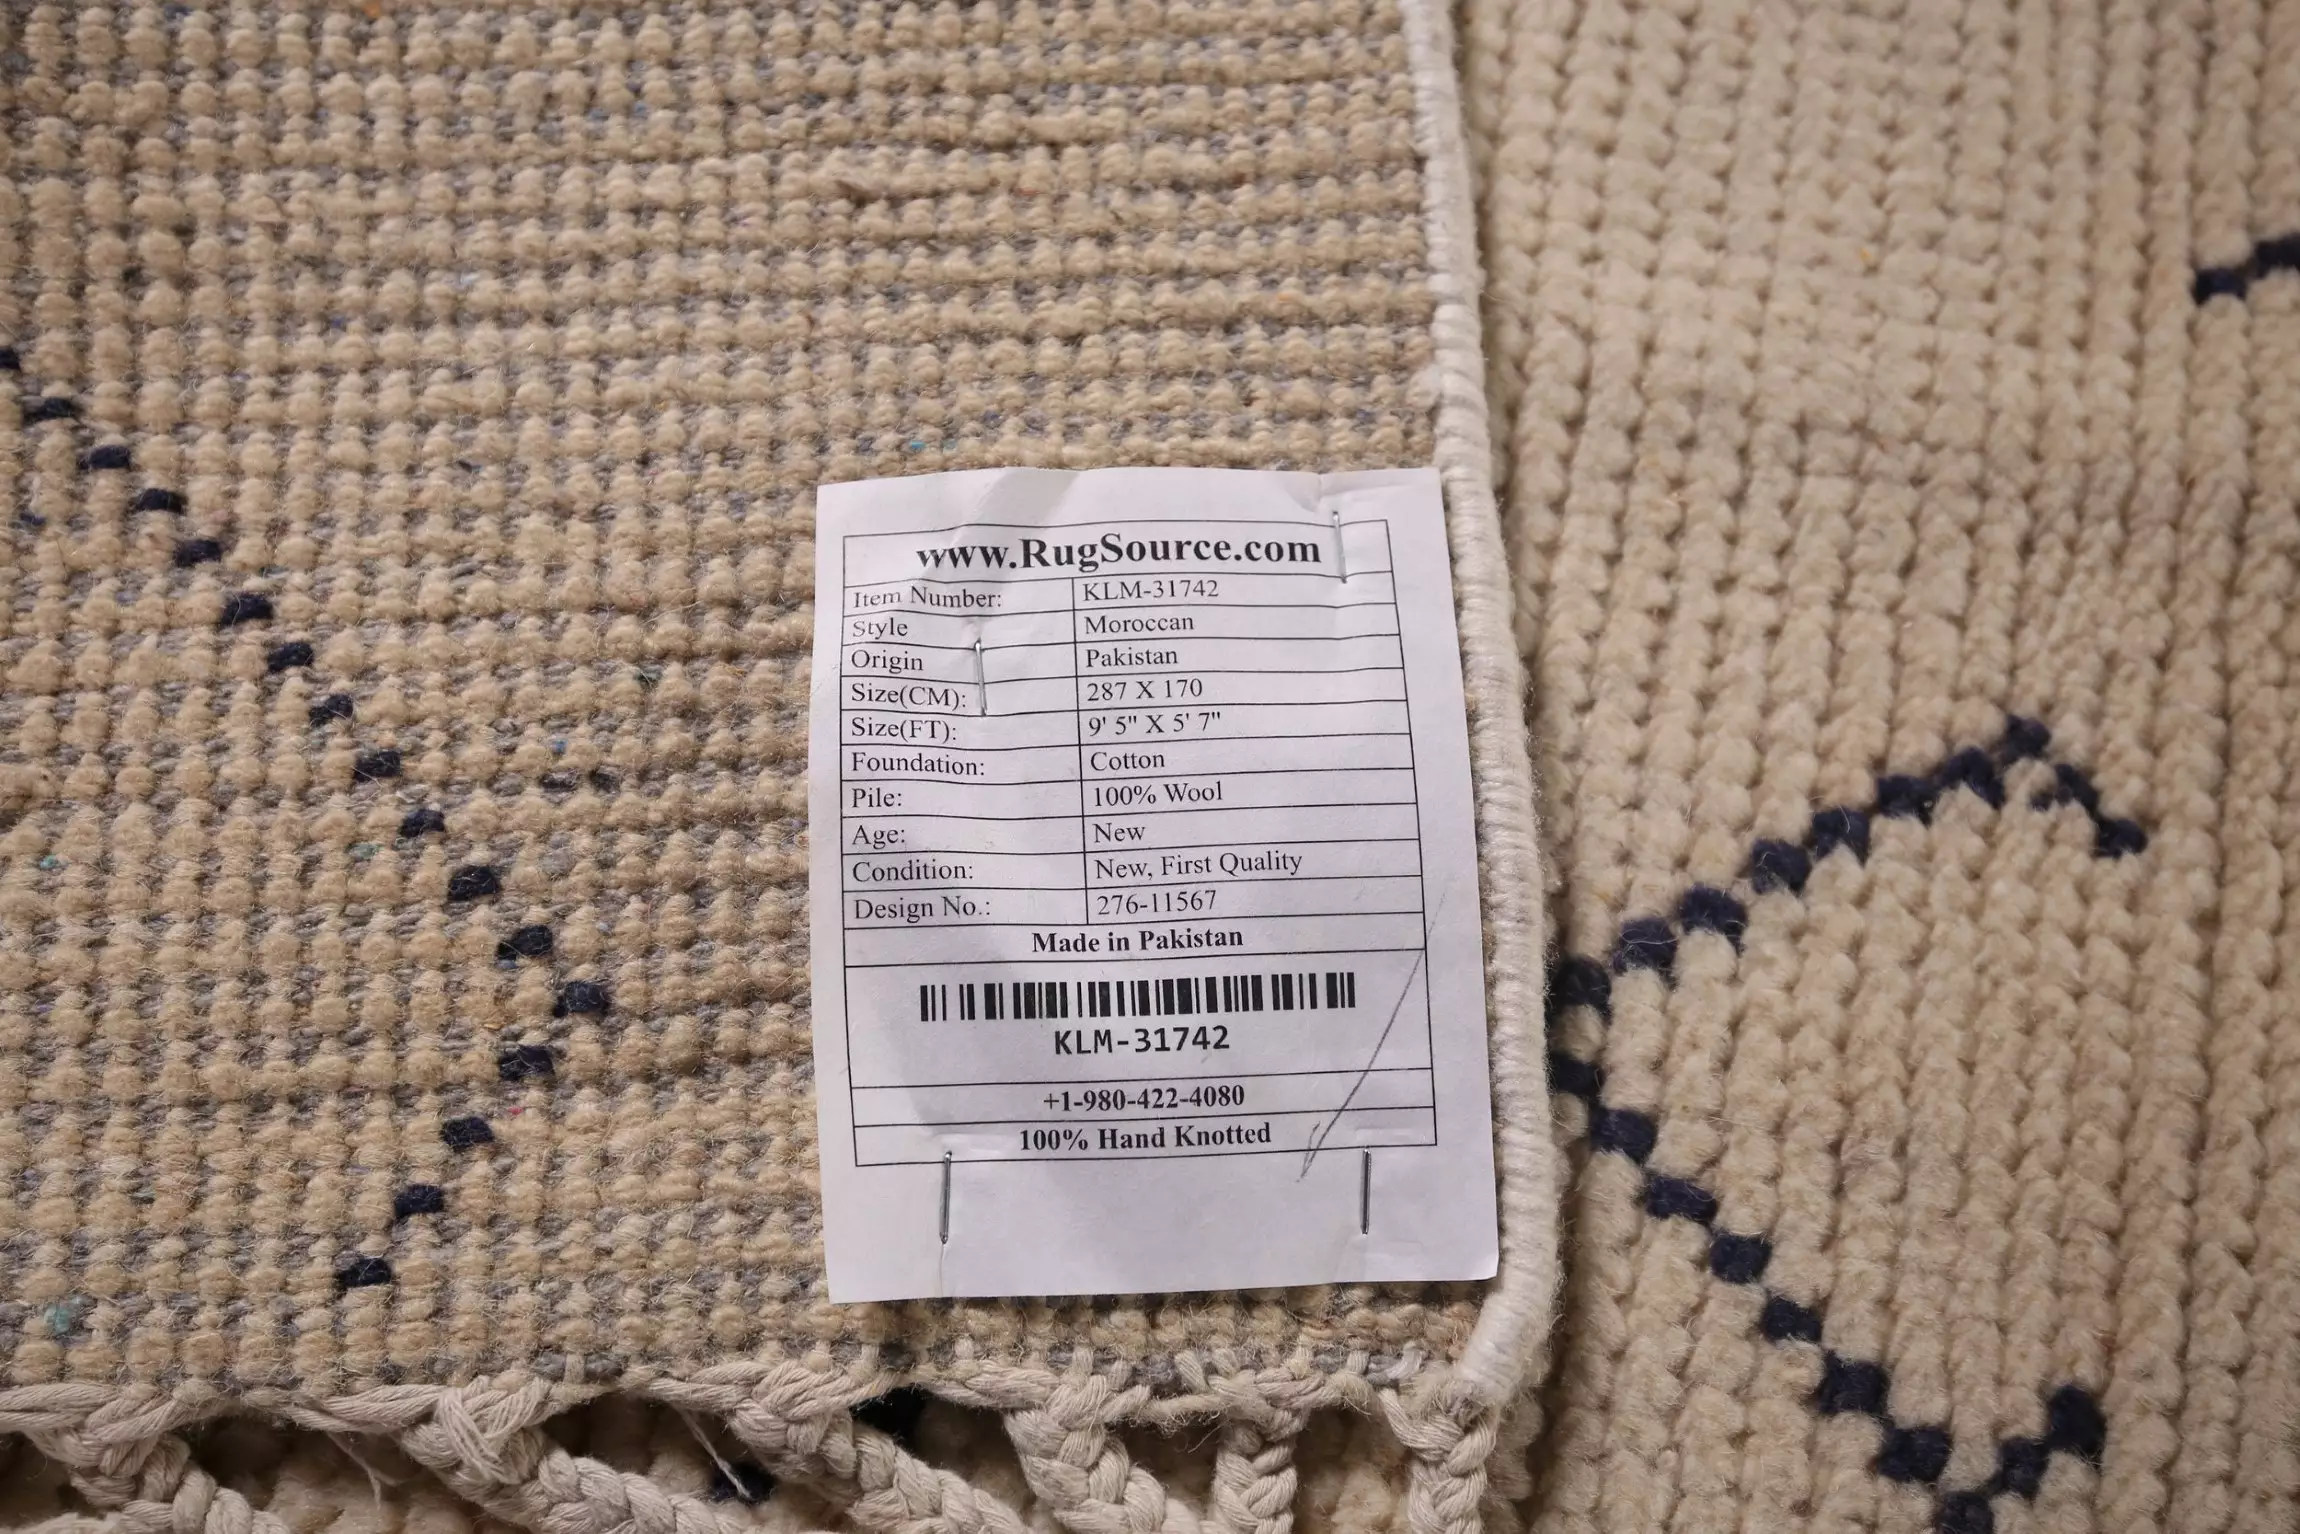 www.RugSource.com
Item Number: KLM-31742
Style Moroccan
Origin Pakistan
Size(CM): 287 X 170
Size(FT): 9' 5" X 5' 7"
Foundation: Cotton
Pile: 100% Wool
Age: New
Condition: New, First Quality
Design No.: 276-11567
Made in Pakistan
KLM-31742
+1-980-422-4080
100% Hand Knotted